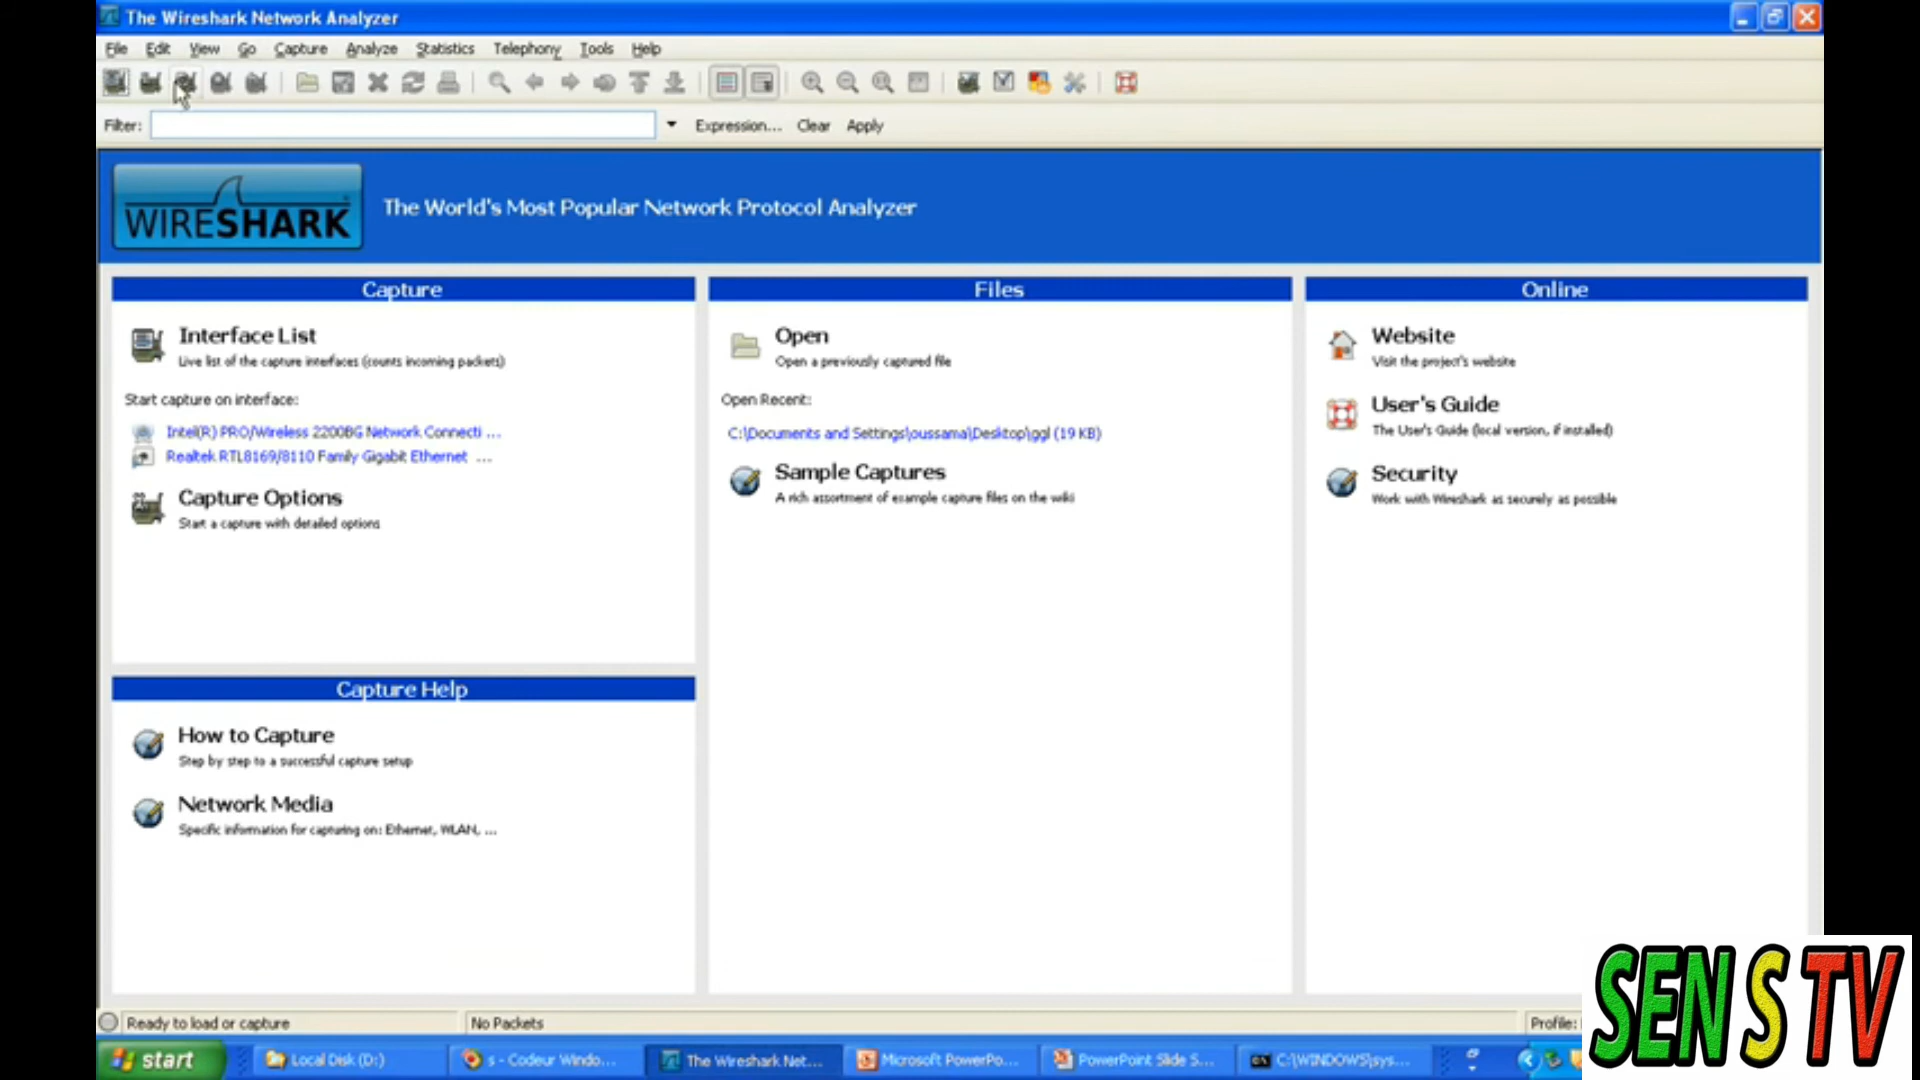 The Wireshark Network Analyzer
File Edit View Go Capture Analyze Statistics Telephony Tools Help
Filter: Expression... Clear Apply
WIRESHARK
The World's Most Popular Network Protocol Analyzer
Capture
Interface List
Live list of the capture interfaces (counts incoming packets)
Start capture on interface:
Intel(R) PRO/Wireless 2200BG Network Connecti ...
Realtek RTL8169/8110 Family Gigabit Ethernet ...
Capture Options
Start a capture with detailed options
Capture Help
How to Capture
Step by step to a successful capture setup
Network Media
Specific information for capturing on: Ethernet, WLAN, ...
Files
Open
Open a previously captured file
Open Recent:
C:\Documents and Settings\oussama\Desktop\ggl (19 KB)
Sample Captures
A rich assortment of example capture files on the wiki
Online
Website
Visit the project's website
User's Guide
The User's Guide (local version, if installed)
Security
Work with Wireshark as securely as possible
Ready to load or capture
No Packets
Profile:
start
Local Disk (D:)
s - Codeur Windo...
The Wireshark Net...
Microsoft PowerPo...
PowerPoint Slide S...
C:\WINDOWS\sys...
SEN S TV